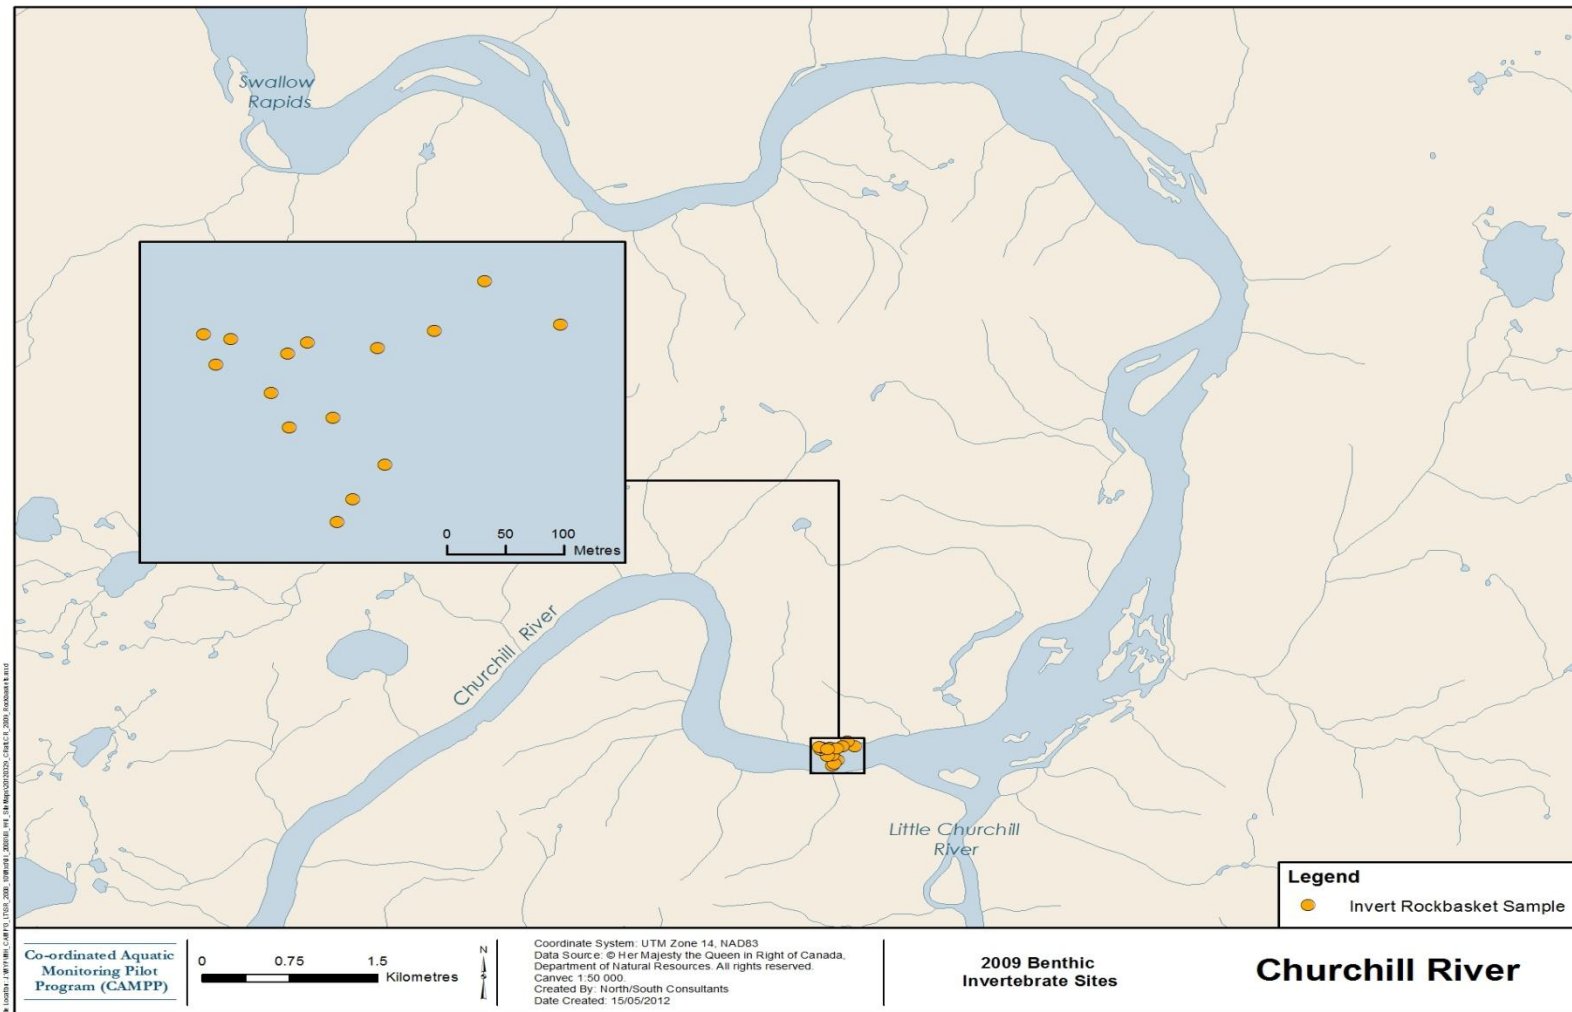 Swallow
Rapids
0 50 100
Metres
Churchill River
Little Churchill
River
Legend
Invert Rockbasket Sample
Co-ordinated Aquatic
Monitoring Pilot
Program (CAMPP)
0 0.75 1.5
Kilometres
N
Coordinate System: UTM Zone 14, NAD83
Data Source: © Her Majesty the Queen in Right of Canada,
Department of Natural Resources. All rights reserved.
Canvec 1:50 000.
Created By: North/South Consultants
Date Created: 15/05/2012
2009 Benthic
Invertebrate Sites
Churchill River